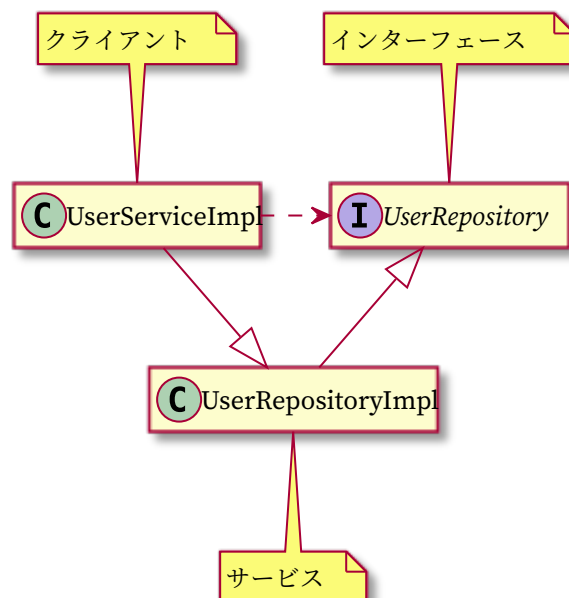 クライアント
インターフェース
C UserServiceImpl
I UserRepository
C UserRepositoryImpl
サービス